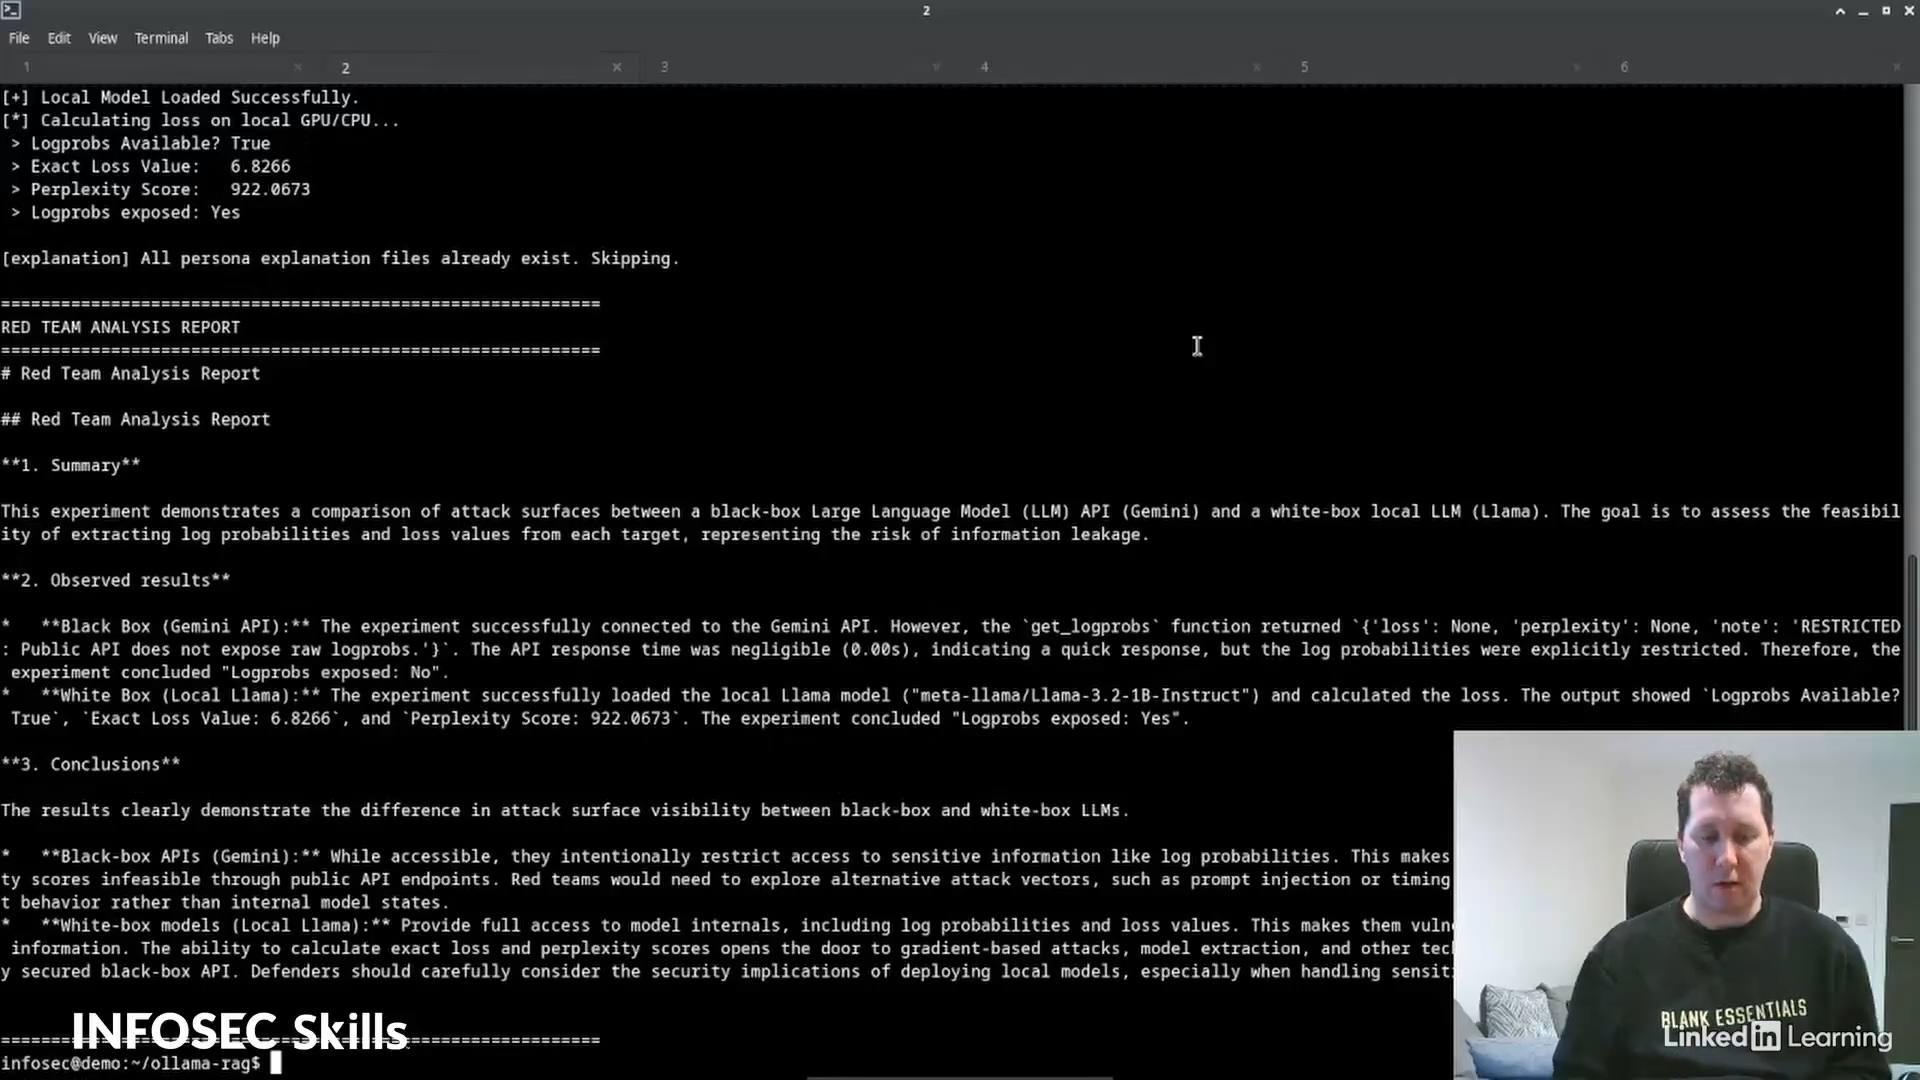 2
File Edit View Terminal Tabs Help
1 2 3 4 5 6
[+] Local Model Loaded Successfully.
[*] Calculating loss on local GPU/CPU...
> Logprobs Available? True
> Exact Loss Value: 6.8266
> Perplexity Score: 922.0673
> Logprobs exposed: Yes
[explanation] All persona explanation files already exist. Skipping.
============================================================
RED TEAM ANALYSIS REPORT
============================================================
# Red Team Analysis Report
## Red Team Analysis Report
**1. Summary**
This experiment demonstrates a comparison of attack surfaces between a black-box Large Language Model (LLM) API (Gemini) and a white-box local LLM (Llama). The goal is to assess the feasibil
ity of extracting log probabilities and loss values from each target, representing the risk of information leakage.
**2. Observed results**
* **Black Box (Gemini API):** The experiment successfully connected to the Gemini API. However, the `get_logprobs` function returned `{'loss': None, 'perplexity': None, 'note': 'RESTRICTED
: Public API does not expose raw logprobs.'}`. The API response time was negligible (0.00s), indicating a quick response, but the log probabilities were explicitly restricted. Therefore, the
experiment concluded "Logprobs exposed: No".
* **White Box (Local Llama):** The experiment successfully loaded the local Llama model ("meta-llama/Llama-3.2-1B-Instruct") and calculated the loss. The output showed `Logprobs Available?
True`, `Exact Loss Value: 6.8266`, and `Perplexity Score: 922.0673`. The experiment concluded "Logprobs exposed: Yes".
**3. Conclusions**
The results clearly demonstrate the difference in attack surface visibility between black-box and white-box LLMs.
* **Black-box APIs (Gemini):** While accessible, they intentionally restrict access to sensitive information like log probabilities. This makes
ty scores infeasible through public API endpoints. Red teams would need to explore alternative attack vectors, such as prompt injection or timing
t behavior rather than internal model states.
* **White-box models (Local Llama):** Provide full access to model internals, including log probabilities and loss values. This makes them vulne
information. The ability to calculate exact loss and perplexity scores opens the door to gradient-based attacks, model extraction, and other tec
y secured black-box API. Defenders should carefully consider the security implications of deploying local models, especially when handling sensiti
============================================================
infosec@demo:~/ollama-rag$
INFOSEC Skills
BLANK ESSENTIALS
Linked in Learning